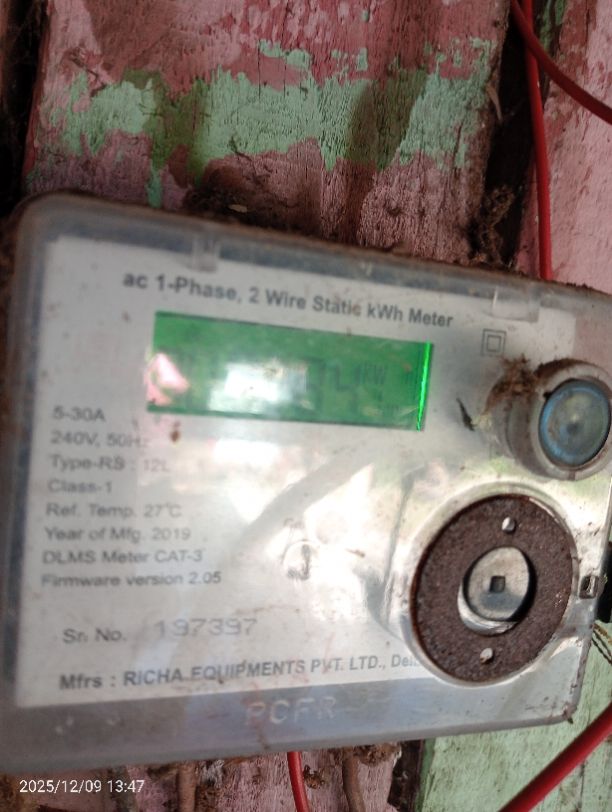 ac 1-Phase, 2 Wire Static kWh Meter
5-30A
240V, 50Hz
Type-RS : 12L
Class-1
Ref. Temp. 27°C
Year of Mfg. 2019
DLMS Meter CAT-3
Firmware version 2.05
Sr. No. 197397
Mfrs : RICHA EQUIPMENTS PVT. LTD.,
2025/12/09 13:47